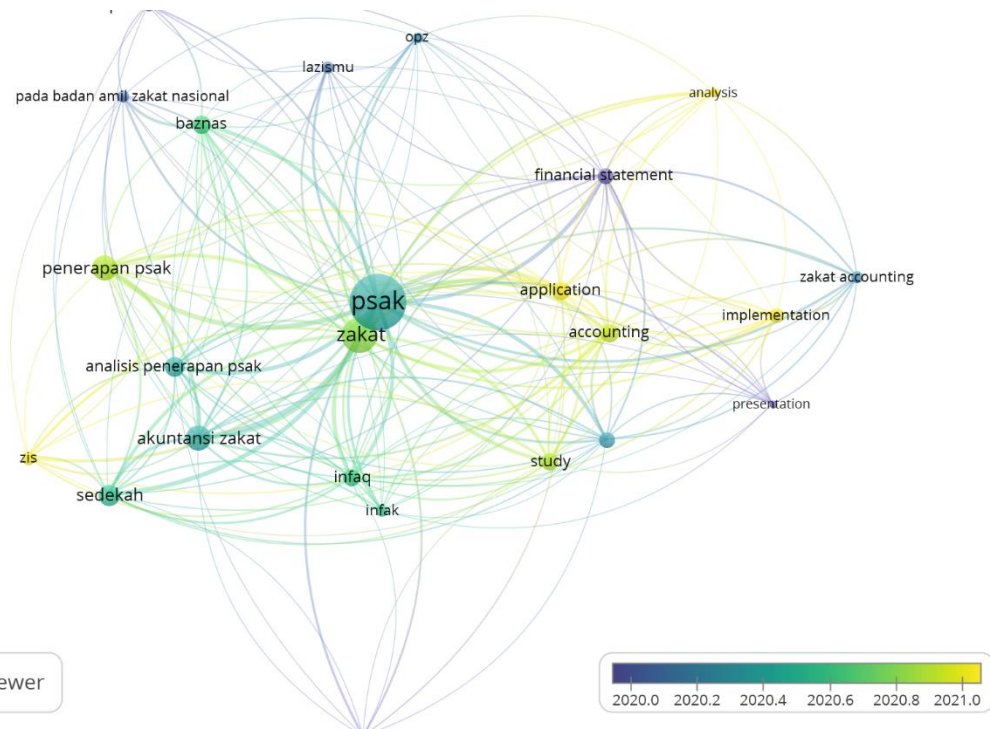 opz
lazismu
analysis
pada badan amil zakat nasional
baznas
financial statement
penerapan psak
zakat accounting
application
psak
implementation
zakat
accounting
analisis penerapan psak
presentation
akuntansi zakat
zis
study
infaq
sedekah
infak
ewer
2020.0 2020.2 2020.4 2020.6 2020.8 2021.0